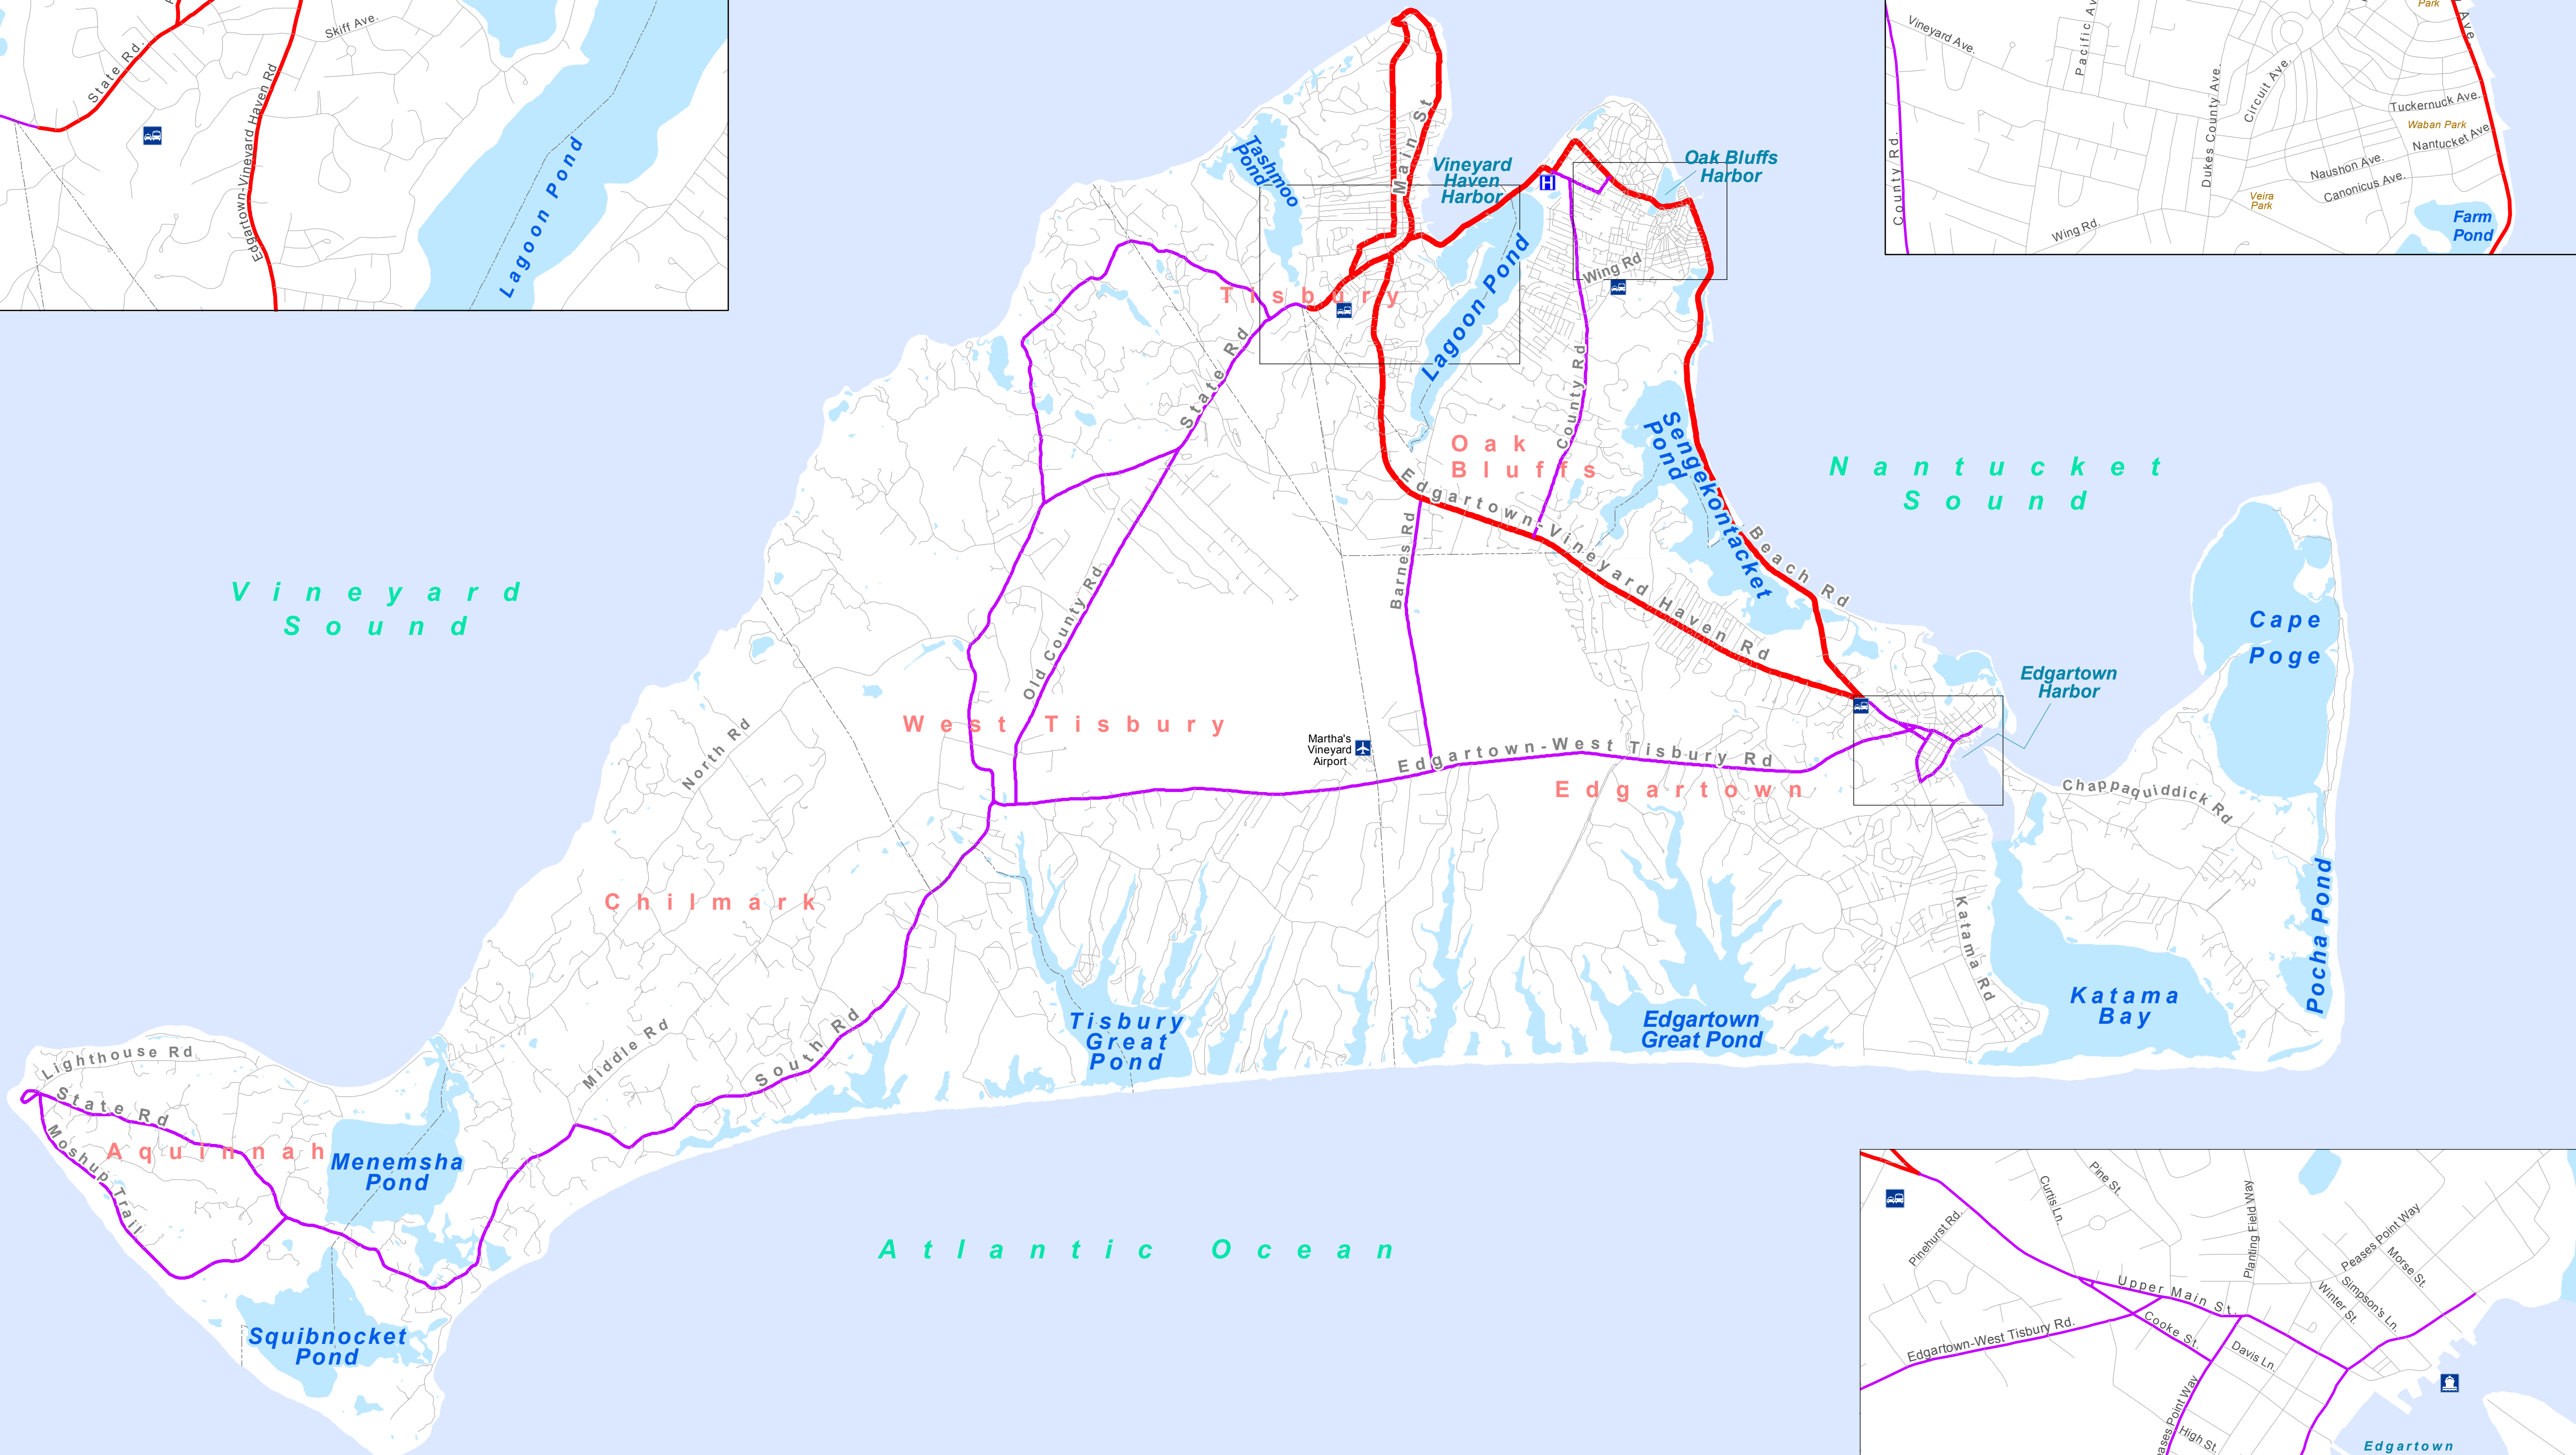 State Rd.
Skiff Ave.
Edgartown-Vineyard Haven Rd
Lagoon Pond
Vineyard Ave.
Pacific Av
Park
Ave.
County Rd.
Dukes County Ave.
Circuit Ave.
Tuckernuck Ave.
Waban Park
Nantucket Ave.
Naushon Ave.
Canonicus Ave.
Veira
Park
Wing Rd.
Farm
Pond
Main St
Tashmoo
Pond
Vineyard
Haven
Harbor
H
Oak Bluffs
Harbor
Lagoon Pond
Wing Rd
Tisbury
State Rd
County Rd
Oak
Bluffs
Sengekontacket
Pond
Nantucket
Sound
Edgartown-Vineyard Haven Rd
Beach Rd
Barnes Rd
Old County Rd
Vineyard
Sound
Cape
Poge
Edgartown
Harbor
West Tisbury
North Rd
Martha's
Vineyard
Airport
Edgartown-West Tisbury Rd
Edgartown
Chappaquiddick Rd
Chilmark
Katama Rd
Pocha Pond
Katama
Bay
Tisbury
Great
Pond
Edgartown
Great Pond
Lighthouse Rd
Middle Rd
South Rd
State Rd
Moshup Trail
Aquinnah
Menemsha
Pond
Squibnocket
Pond
Atlantic Ocean
Pine St.
Curtis Ln.
Pinehurst Rd.
Planting Field Way
Peases Point Way
Morse St.
Simpson's Ln.
Winter St.
Upper Main St.
Cooke St.
Edgartown-West Tisbury Rd.
Davis Ln.
eases Point Way
High St.
Edgartown